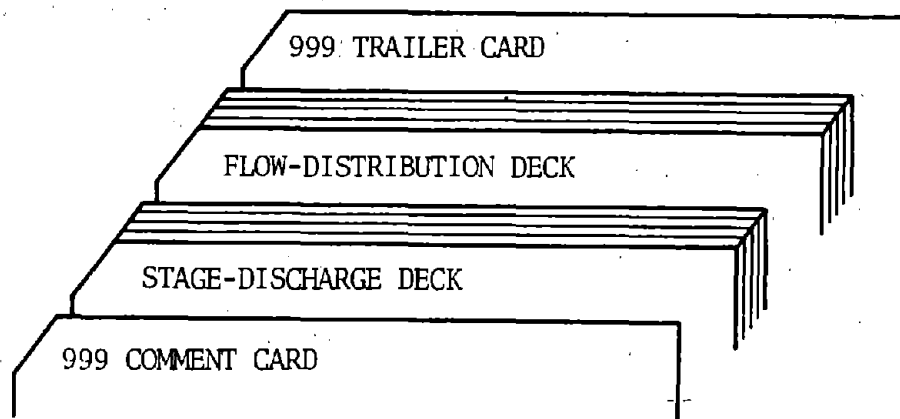 999 TRAILER CARD
FLOW-DISTRIBUTION DECK
STAGE-DISCHARGE DECK
999 COMMENT CARD